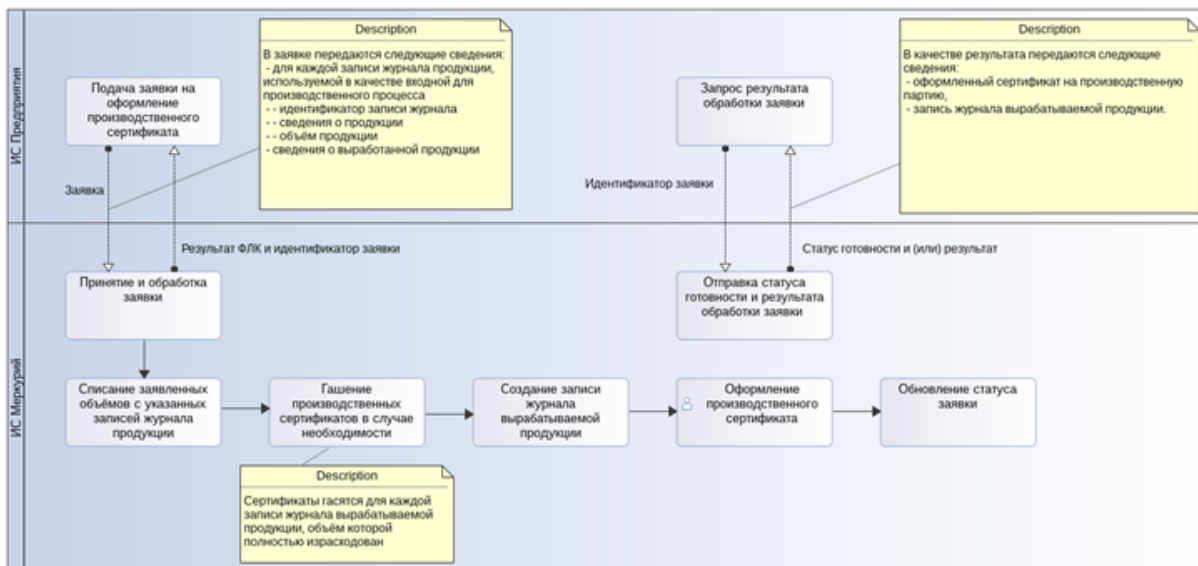 ИС Предприятия
Подача заявки на
оформление
производственного
сертификата
Description
В заявке передаются следующие сведения:
- для каждой записи журнала продукции,
используемой в качестве входной для
производственного процесса
- - идентификатор записи журнала
- - сведения о продукции
- - объём продукции
- сведения о выработанной продукции
Запрос результата
обработки заявки
Description
В качестве результата передаются следующие
сведения:
- оформленный сертификат на производственную
партию,
- запись журнала вырабатываемой продукции.
Заявка
Идентификатор заявки
Результат ФЛК и идентификатор заявки
Статус готовности и (или) результат
ИС Меркурий
Принятие и обработка
заявки
Отправка статуса
готовности и результата
обработки заявки
Списание заявленных
объёмов с указанных
записей журнала
продукции
Гашение
производственных
сертификатов в случае
необходимости
Создание записи
журнала
вырабатываемой
продукции
Оформление
производственного
сертификата
Обновление статуса
заявки
Description
Сертификаты гасятся для каждой
записи журнала вырабатываемой
продукции, объём которой
полностью израсходован